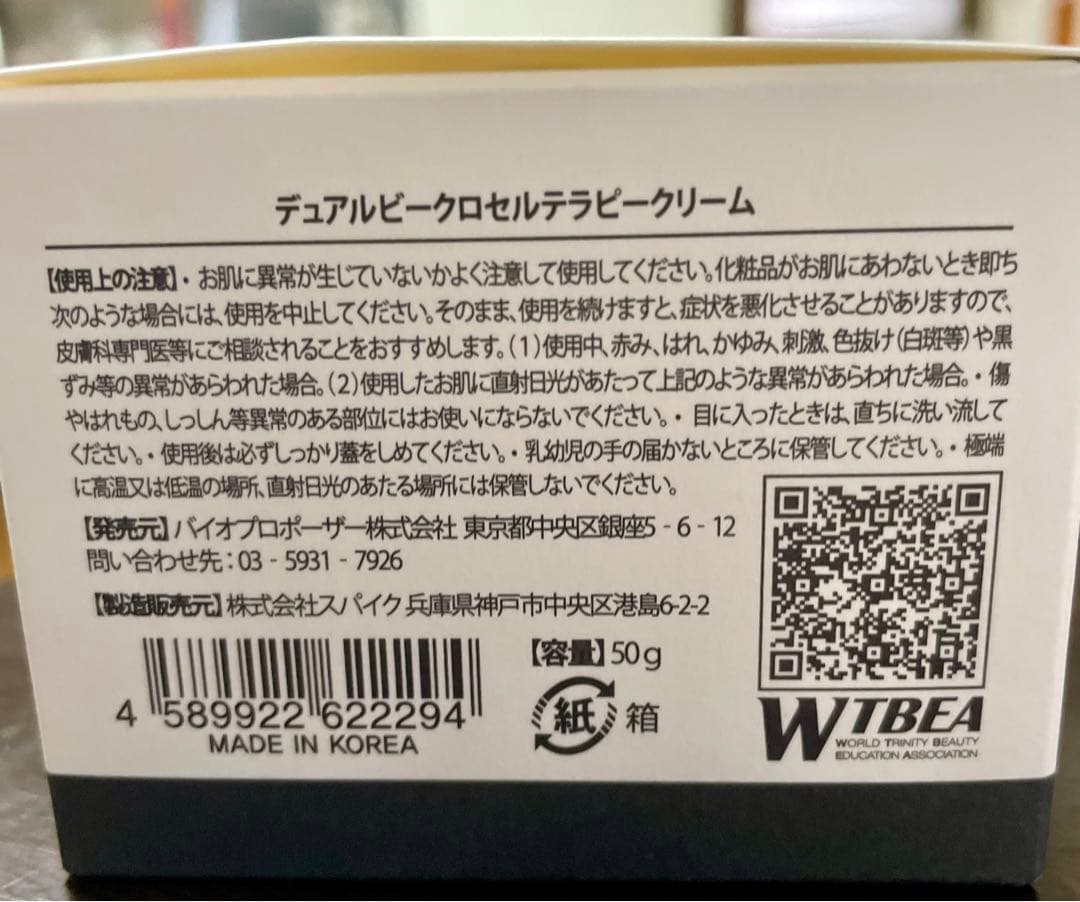 デュアルビークロセルテラピークリーム
【使用上の注意】・お肌に異常が生じていないかよく注意して使用してください。化粧品がお肌にあわないとき即ち
次のような場合には、使用を中止してください。そのまま、使用を続けますと、症状を悪化させることがありますので、
皮膚科専門医等にご相談されることをおすすめします。(1)使用中、赤み、はれ、かゆみ、刺激、色抜け(白斑等)や黒
ずみ等の異常があらわれた場合。(2)使用したお肌に直射日光があたって上記のような異常があらわれた場合。・傷
やはれもの、しっしん等異常のある部位にはお使いにならないでください。・目に入ったときは、直ちに洗い流して
ください。・使用後は必ずしっかり蓋をしめてください。・乳幼児の手の届かないところに保管してください。・極端
に高温又は低温の場所、直射日光のあたる場所には保管しないでください。
【発売元】バイオプロポーザー株式会社 東京都中央区銀座5‐6‐12
問い合わせ先：03‐5931‐7926
【製造販売元】株式会社スパイク 兵庫県神戸市中央区港島6-2-2
【容量】50g
紙 箱
4 589922 622294
MADE IN KOREA
WTBEA
WORLD TRINITY BEAUTY
EDUCATION ASSOCIATION